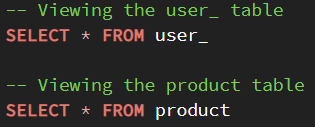 -- Viewing the user_ table
SELECT * FROM user_
-- Viewing the product table
SELECT * FROM product